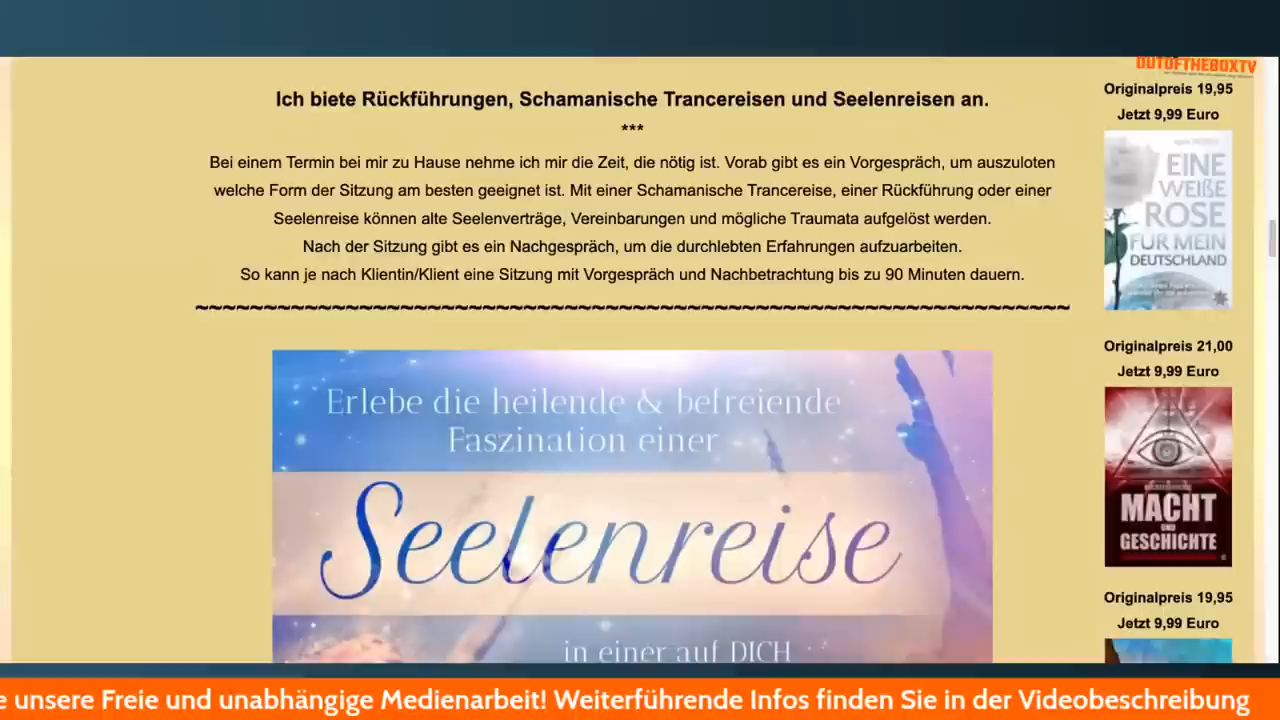 OUTOFTHEBOXTV
Ich biete Rückführungen, Schamanische Trancereisen und Seelenreisen an.
***
Bei einem Termin bei mir zu Hause nehme ich mir die Zeit, die nötig ist. Vorab gibt es ein Vorgespräch, um auszuloten
welche Form der Sitzung am besten geeignet ist. Mit einer Schamanische Trancereise, einer Rückführung oder einer
Seelenreise können alte Seelenverträge, Vereinbarungen und mögliche Traumata aufgelöst werden.
Nach der Sitzung gibt es ein Nachgespräch, um die durchlebten Erfahrungen aufzuarbeiten.
So kann je nach Klientin/Klient eine Sitzung mit Vorgespräch und Nachbetrachtung bis zu 90 Minuten dauern.
~~~~~~~~~~~~~~~~~~~~~~~~~~~~~~~~~~~~~~~~~~~~~~~~~~~~~~~~~~~~~~~~
Erlebe die heilende & befreiende
Faszination einer
Seelenreise
in einer auf DICH
Originalpreis 19,95
Jetzt 9,99 Euro
EINE
WEIßE
ROSE
FÜR MEIN
DEUTSCHLAND
Originalpreis 21,00
Jetzt 9,99 Euro
MACHT
UND
GESCHICHTE
Originalpreis 19,95
Jetzt 9,99 Euro
e unsere Freie und unabhängige Medienarbeit! Weiterführende Infos finden Sie in der Videobeschreibung